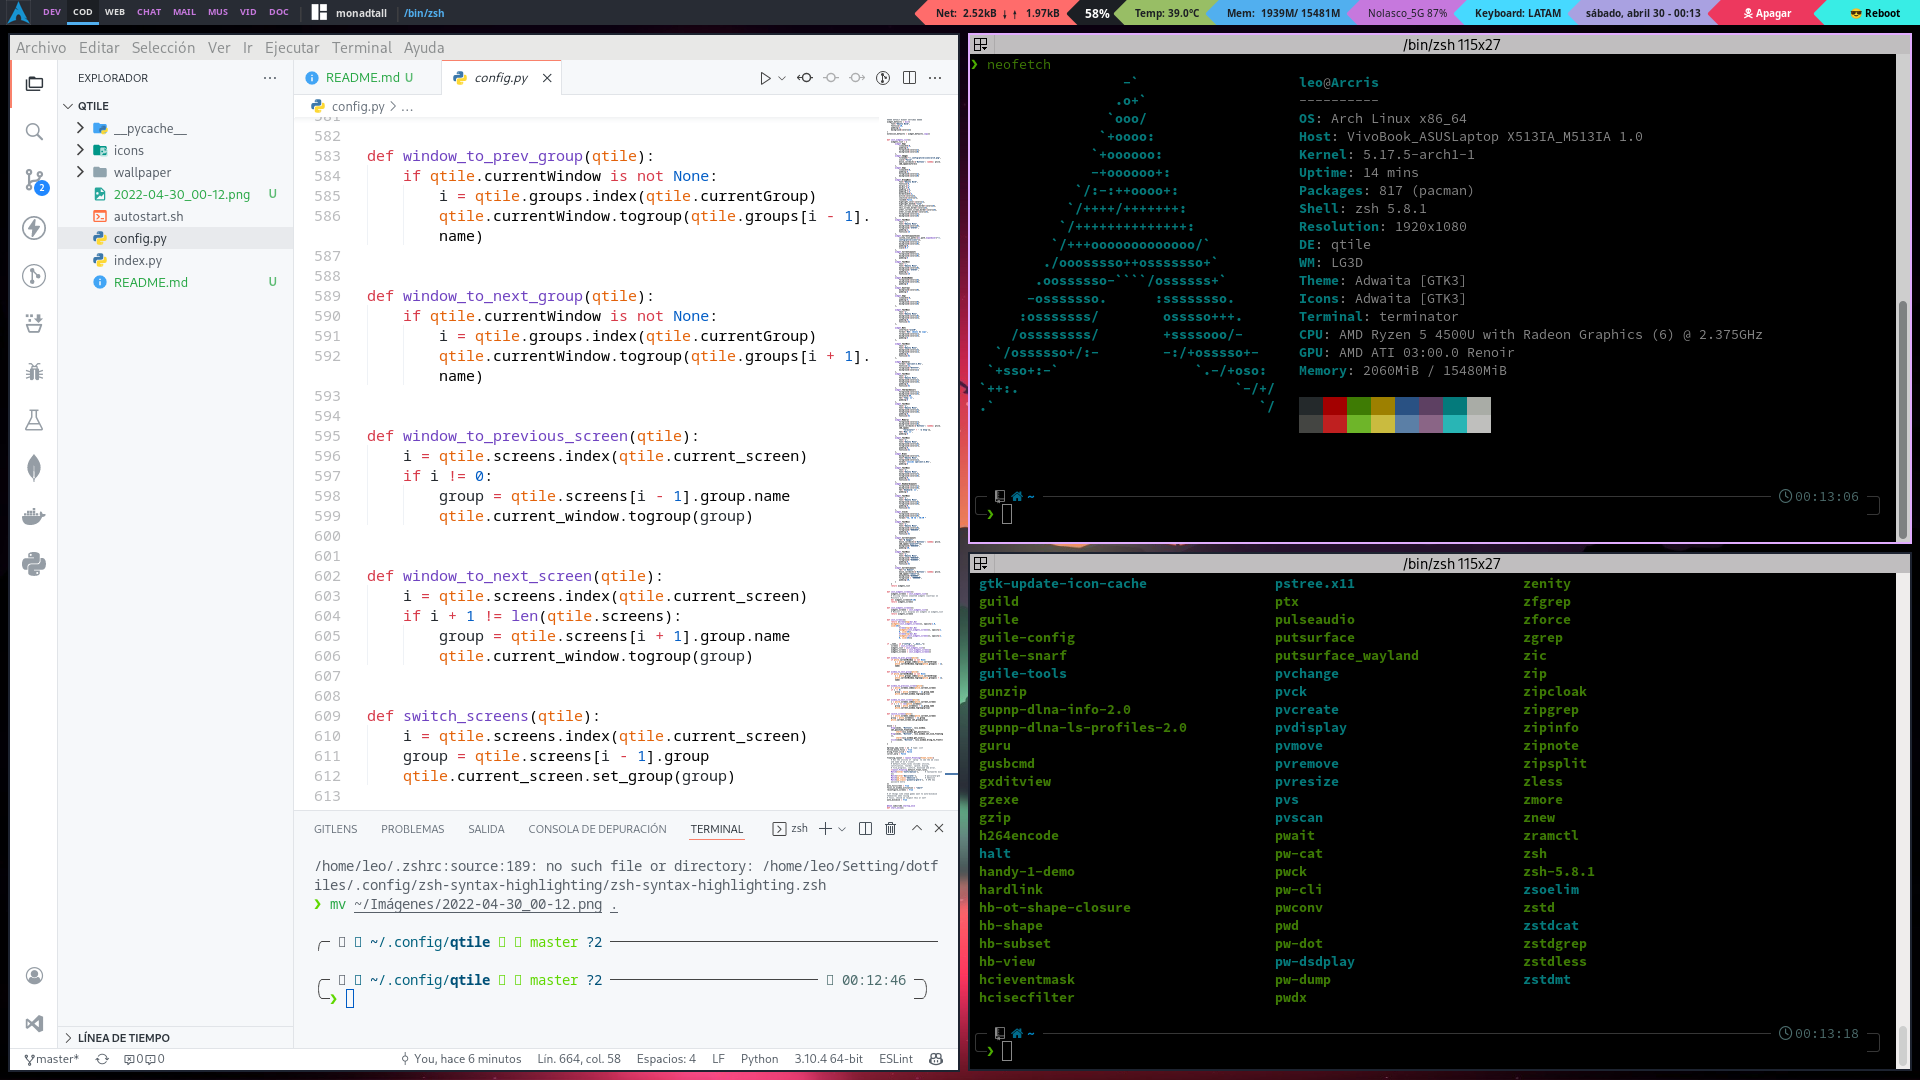 DEV COD WEB CHAT MAIL MUS VID DOC monadtall /bin/zsh
Net: 2.52kB ↓↑ 1.97kB 58% Temp: 39.0°C Mem: 1939M/ 15481M Nolasco_5G 87% Keyboard: LATAM sábado, abril 30 - 00:13 Apagar Reboot
Archivo Editar Selección Ver Ir Ejecutar Terminal Ayuda
EXPLORADOR
QTILE
__pycache__
icons
wallpaper
2022-04-30_00-12.png U
autostart.sh
config.py
index.py
README.md U
LÍNEA DE TIEMPO
2
README.md U config.py
config.py > ...
581
582
583 def window_to_prev_group(qtile):
584 if qtile.currentWindow is not None:
585 i = qtile.groups.index(qtile.currentGroup)
586 qtile.currentWindow.togroup(qtile.groups[i - 1].
name)
587
588
589 def window_to_next_group(qtile):
590 if qtile.currentWindow is not None:
591 i = qtile.groups.index(qtile.currentGroup)
592 qtile.currentWindow.togroup(qtile.groups[i + 1].
name)
593
594
595 def window_to_previous_screen(qtile):
596 i = qtile.screens.index(qtile.current_screen)
597 if i != 0:
598 group = qtile.screens[i - 1].group.name
599 qtile.current_window.togroup(group)
600
601
602 def window_to_next_screen(qtile):
603 i = qtile.screens.index(qtile.current_screen)
604 if i + 1 != len(qtile.screens):
605 group = qtile.screens[i + 1].group.name
606 qtile.current_window.togroup(group)
607
608
609 def switch_screens(qtile):
610 i = qtile.screens.index(qtile.current_screen)
611 group = qtile.screens[i - 1].group
612 qtile.current_screen.set_group(group)
613
GITLENS PROBLEMAS SALIDA CONSOLA DE DEPURACIÓN TERMINAL zsh
/home/leo/.zshrc:source:189: no such file or directory: /home/leo/Setting/dotf
iles/.config/zsh-syntax-highlighting/zsh-syntax-highlighting.zsh
❯ mv ~/Imágenes/2022-04-30_00-12.png .
~/.config/qtile master ?2
~/.config/qtile master ?2 00:12:46
❯
master* 0 0 You, hace 6 minutos Lín. 664, col. 58 Espacios: 4 LF Python 3.10.4 64-bit ESLint
/bin/zsh 115x27
❯ neofetch
leo@Arcris
----------
OS: Arch Linux x86_64
Host: VivoBook_ASUSLaptop X513IA_M513IA 1.0
Kernel: 5.17.5-arch1-1
Uptime: 14 mins
Packages: 817 (pacman)
Shell: zsh 5.8.1
Resolution: 1920x1080
DE: qtile
WM: LG3D
Theme: Adwaita [GTK3]
Icons: Adwaita [GTK3]
Terminal: terminator
CPU: AMD Ryzen 5 4500U with Radeon Graphics (6) @ 2.375GHz
GPU: AMD ATI 03:00.0 Renoir
Memory: 2060MiB / 15480MiB
~ 00:13:06
❯
/bin/zsh 115x27
gtk-update-icon-cache pstree.x11 zenity
guild ptx zfgrep
guile pulseaudio zforce
guile-config putsurface zgrep
guile-snarf putsurface_wayland zic
guile-tools pvchange zip
gunzip pvck zipcloak
gupnp-dlna-info-2.0 pvcreate zipgrep
gupnp-dlna-ls-profiles-2.0 pvdisplay zipinfo
guru pvmove zipnote
gusbcmd pvremove zipsplit
gxditview pvresize zless
gzexe pvs zmore
gzip pvscan znew
h264encode pwait zramctl
halt pw-cat zsh
handy-1-demo pwck zsh-5.8.1
hardlink pw-cli zsoelim
hb-ot-shape-closure pwconv zstd
hb-shape pwd zstdcat
hb-subset pw-dot zstdgrep
hb-view pw-dsdplay zstdless
hcieventmask pw-dump zstdmt
hcisecfilter pwdx
~ 00:13:18
❯